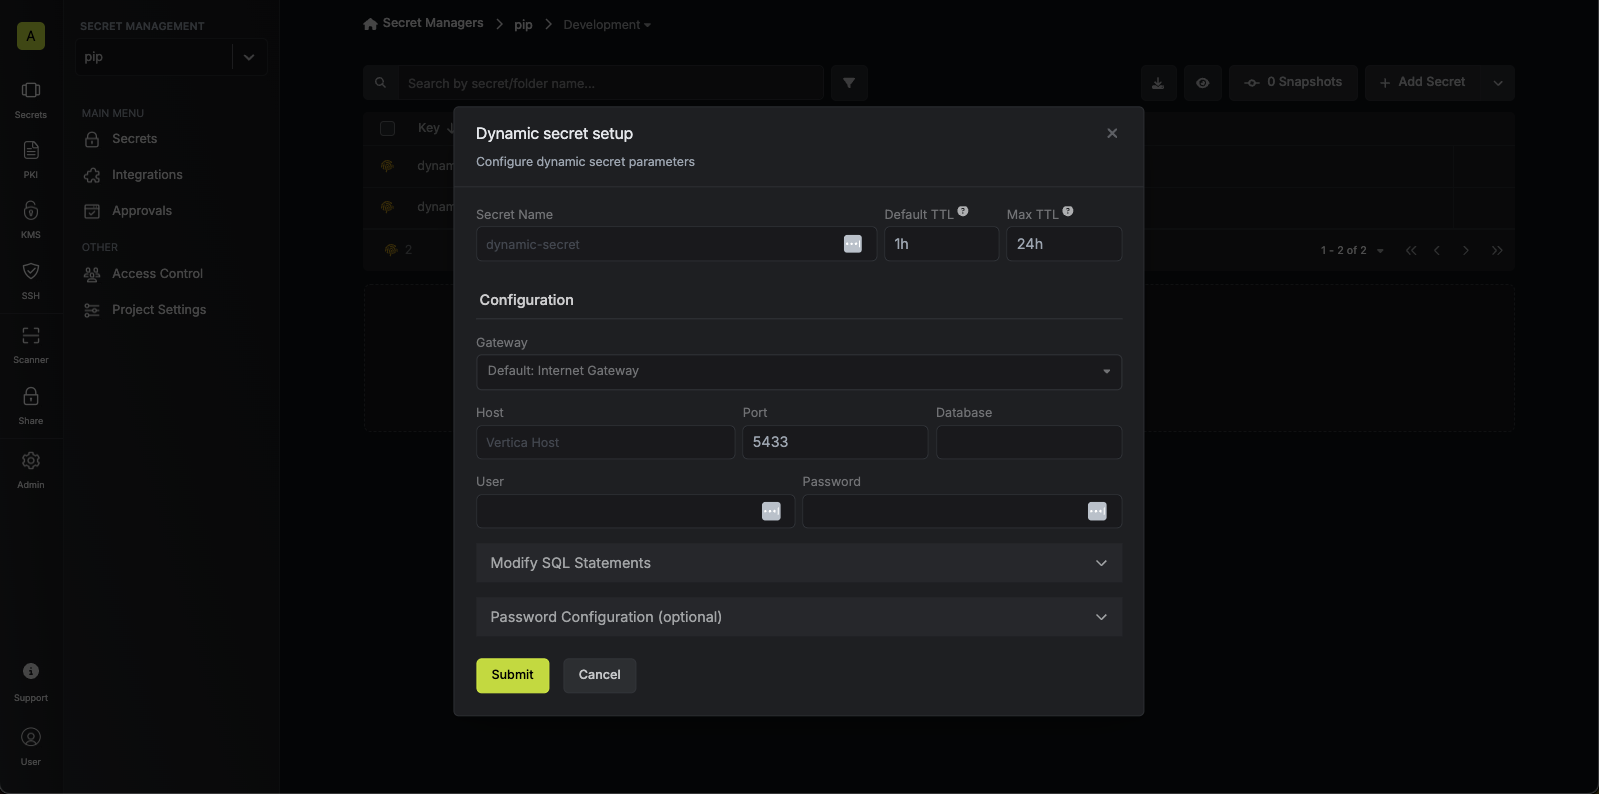 A
Secrets
PKI
KMS
SSH
Scanner
Share
Admin
Support
User
SECRET MANAGEMENT
pip
MAIN MENU
Secrets
Integrations
Approvals
OTHER
Access Control
Project Settings
Secret Managers
pip
Development
Search by secret/folder name...
0 Snapshots
Add Secret
Key
dynam
dynam
2
1 - 2 of 2
Dynamic secret setup
Configure dynamic secret parameters
Secret Name
Default TTL
Max TTL
dynamic-secret
1h
24h
Configuration
Gateway
Default: Internet Gateway
Host
Port
Database
Vertica Host
5433
User
Password
Modify SQL Statements
Password Configuration (optional)
Submit
Cancel